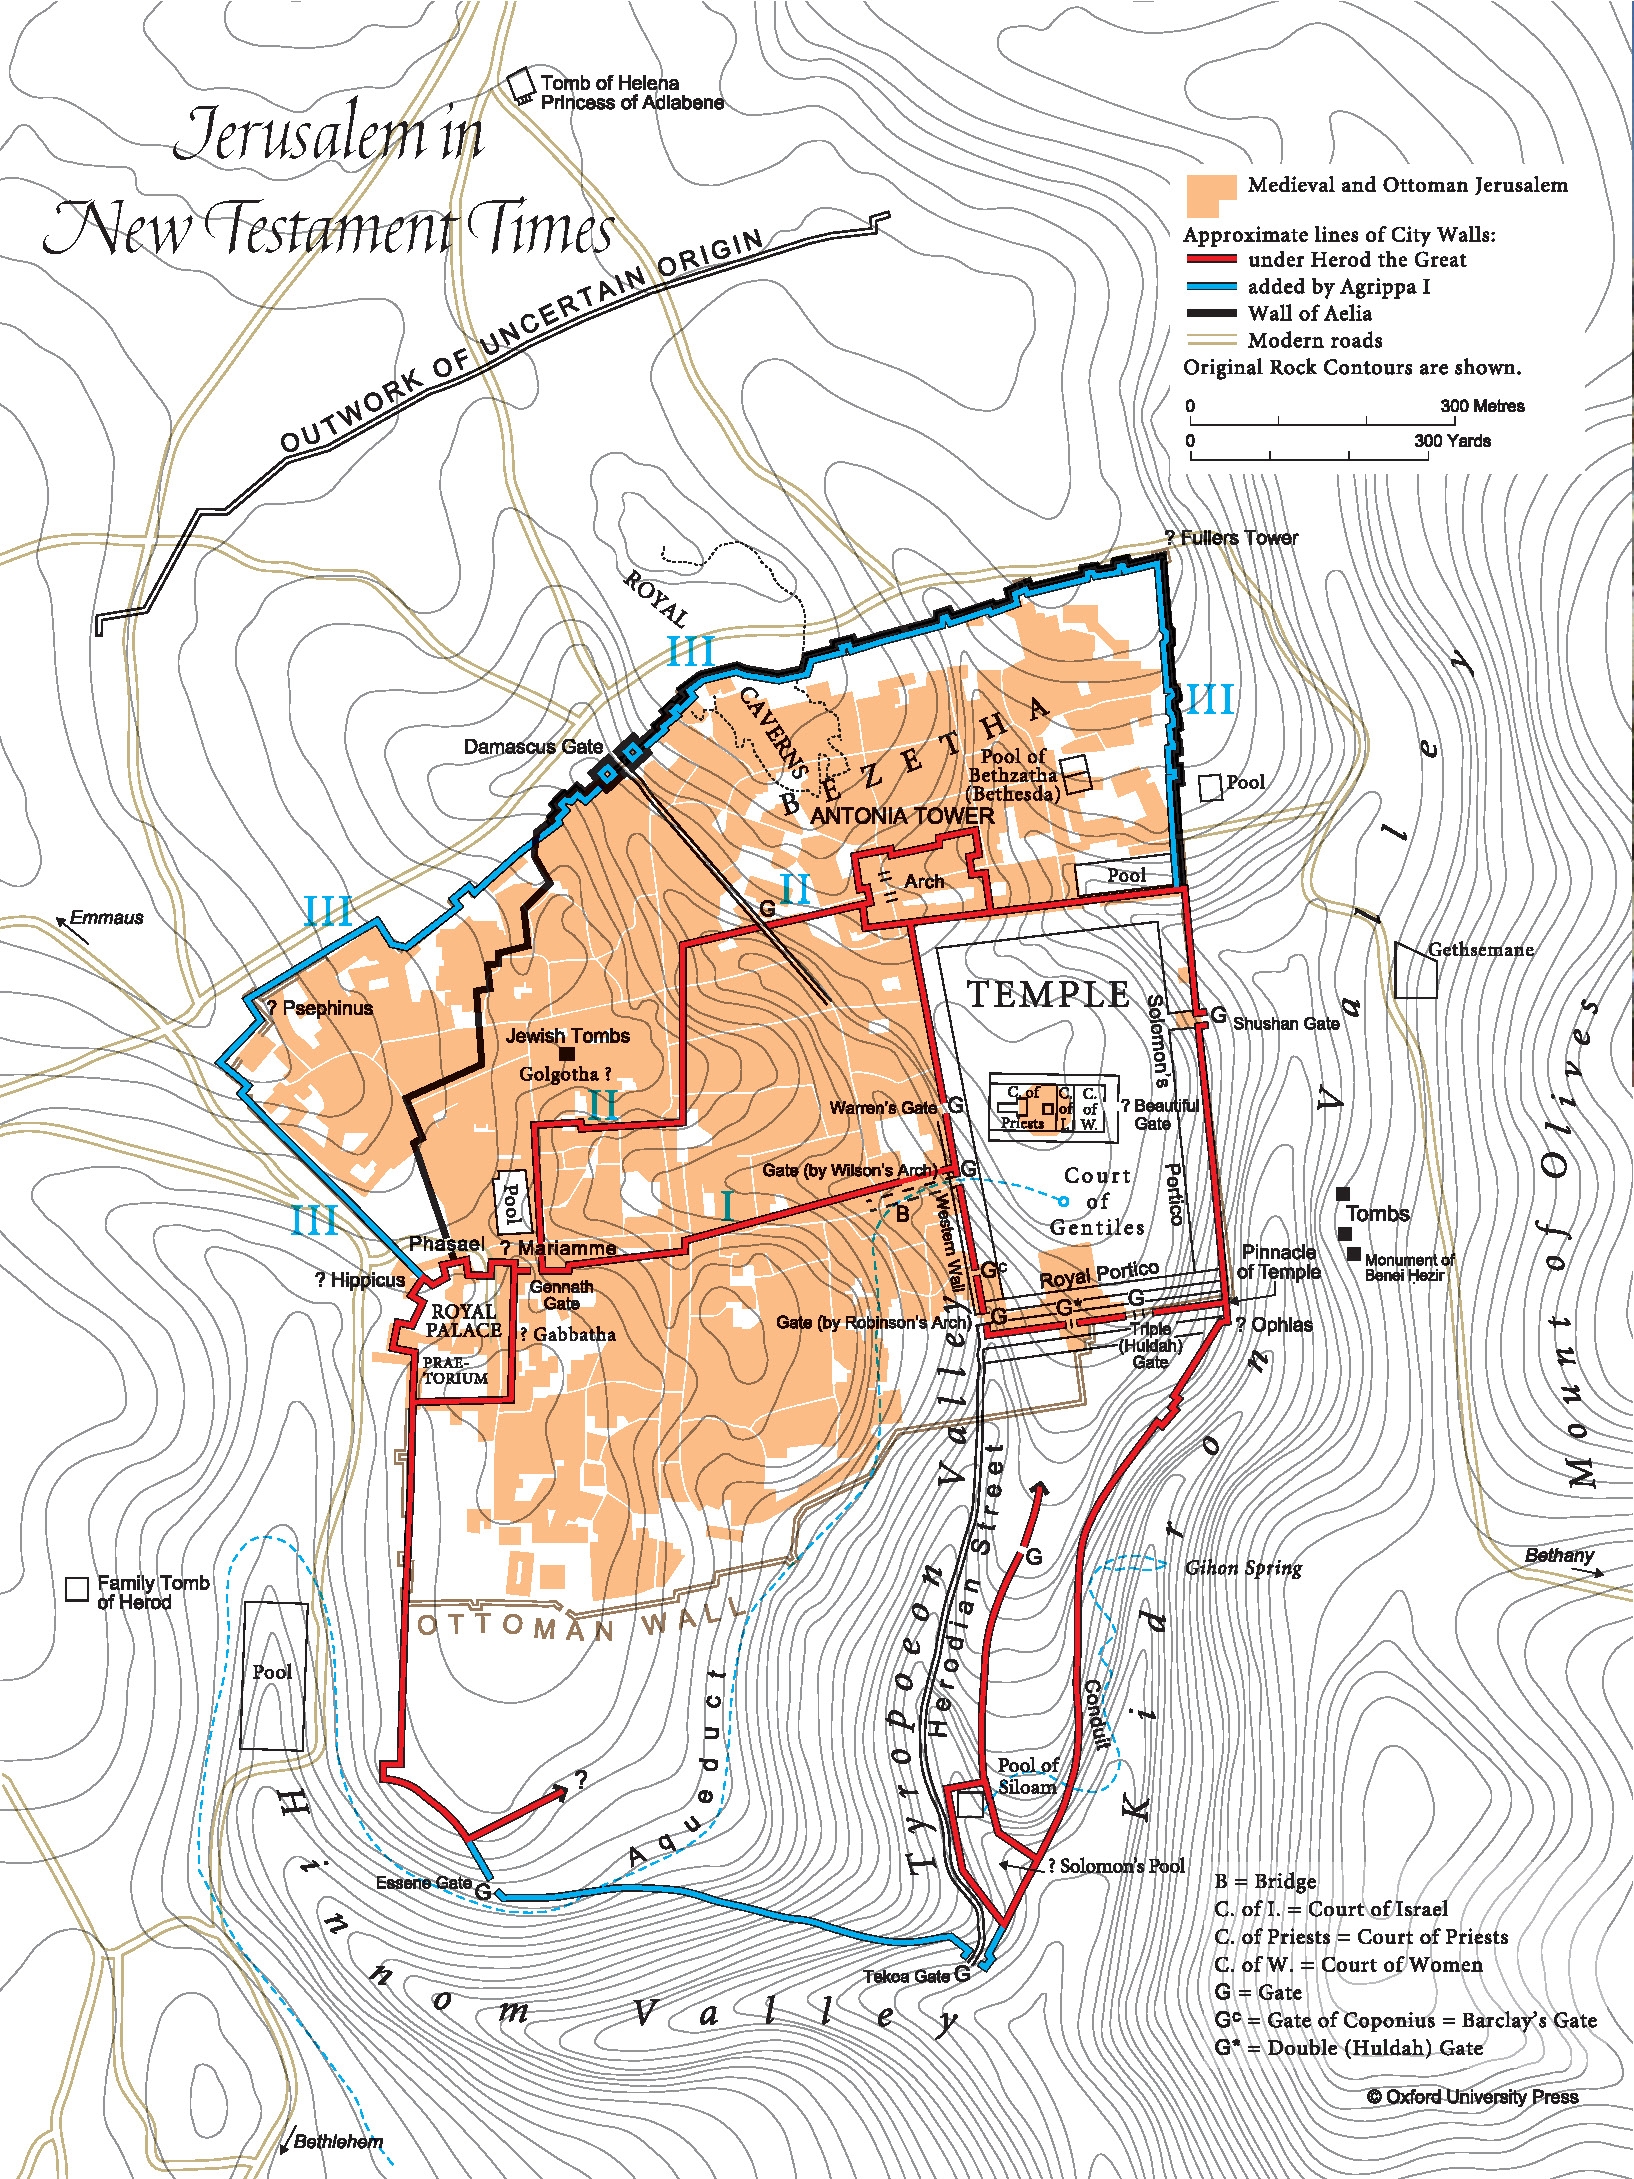 Jerusalem in
New Testament Times
Tomb of Helena
Princess of Adiabene
Medieval and Ottoman Jerusalem
Approximate lines of City Walls:
under Herod the Great
added by Agrippa I
Wall of Aelia
Modern roads
Original Rock Contours are shown.
0 300 Metres
0 300 Yards
OUTWORK OF UNCERTAIN ORIGIN
? Fullers Tower
ROYAL
CAVERNS
III
III
Damascus Gate
BEZETHA
Pool of
Bethzatha
(Bethesda)
Pool
ANTONIA TOWER
Arch
Pool
II
G
III
Emmaus
Gethsemane
? Psephinus
TEMPLE
Solomon's
Portico
G
Shushan Gate
Jewish Tombs
Golgotha ?
II
Warren's Gate G
C. of
Priests
C.
of
I.
C.
of
W.
? Beautiful
Gate
Gate (by Wilson's Arch) G
Court
of
Gentiles
Pool
I
B
Western Wall
III
Tombs
Phasael
? Mariamme
? Hippicus
Gennath
Gate
Gᶜ
Royal Portico
Pinnacle
of Temple
Monument of
Benei Hezir
ROYAL
PALACE
? Gabbatha
Gate (by Robinson's Arch) G
G*
G
Triple
(Huldah)
Gate
? Ophlas
PRAE-
TORIUM
Mount of Olives
Kidron Valley
Tyropoeon Valley
Herodian Street
G
Gihon Spring
Bethany
Family Tomb
of Herod
OTTOMAN WALL
Pool
Conduit
Aqueduct
Pool of
Siloam
?
? Solomon's Pool
Essene Gate G
Tekoa Gate G
Hinnom Valley
Bethlehem
B = Bridge
C. of I. = Court of Israel
C. of Priests = Court of Priests
C. of W. = Court of Women
G = Gate
Gᶜ = Gate of Coponius = Barclay's Gate
G* = Double (Huldah) Gate
© Oxford University Press